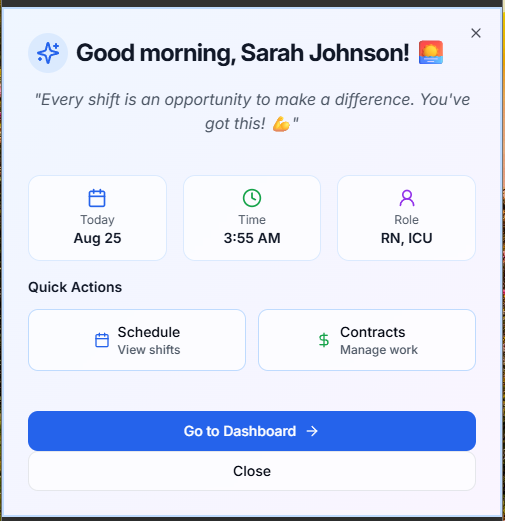 Good morning, Sarah Johnson! 🌅
"Every shift is an opportunity to make a difference. You've
got this! 💪"
Today
Aug 25
Time
3:55 AM
Role
RN, ICU
Quick Actions
Schedule
View shifts
Contracts
Manage work
Go to Dashboard →
Close